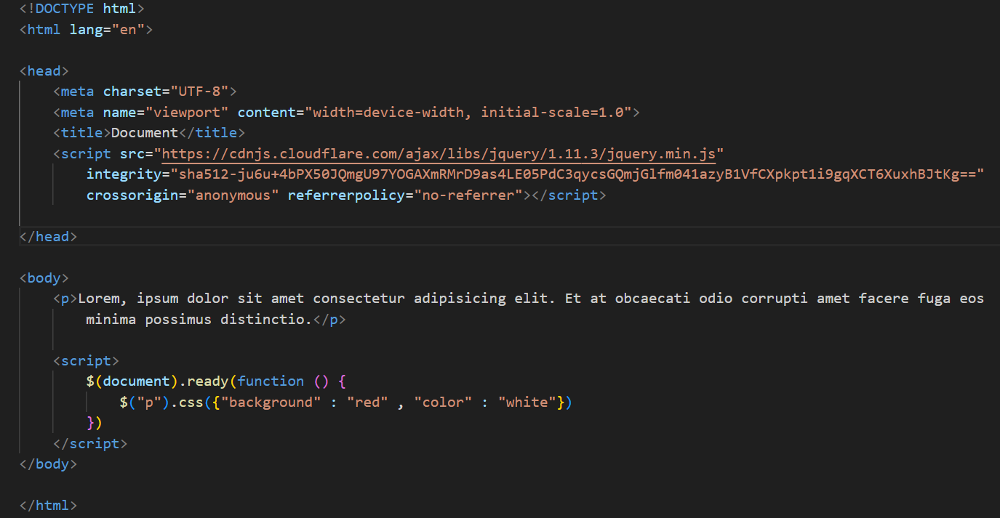 <!DOCTYPE html>
<html lang="en">
<head>
<meta charset="UTF-8">
<meta name="viewport" content="width=device-width, initial-scale=1.0">
<title>Document</title>
<script src="https://cdnjs.cloudflare.com/ajax/libs/jquery/1.11.3/jquery.min.js"
integrity="sha512-ju6u+4bPX50JQmgU97YOGAXmRMrD9as4LE05PdC3qycsGQmjGlfm041azyB1VfCXpkpt1i9gqXCT6XuxhBJtKg=="
crossorigin="anonymous" referrerpolicy="no-referrer"></script>
</head>
<body>
<p>Lorem, ipsum dolor sit amet consectetur adipisicing elit. Et at obcaecati odio corrupti amet facere fuga eos
minima possimus distinctio.</p>
<script>
$(document).ready(function () {
$("p").css({"background" : "red" , "color" : "white"})
})
</script>
</body>
</html>